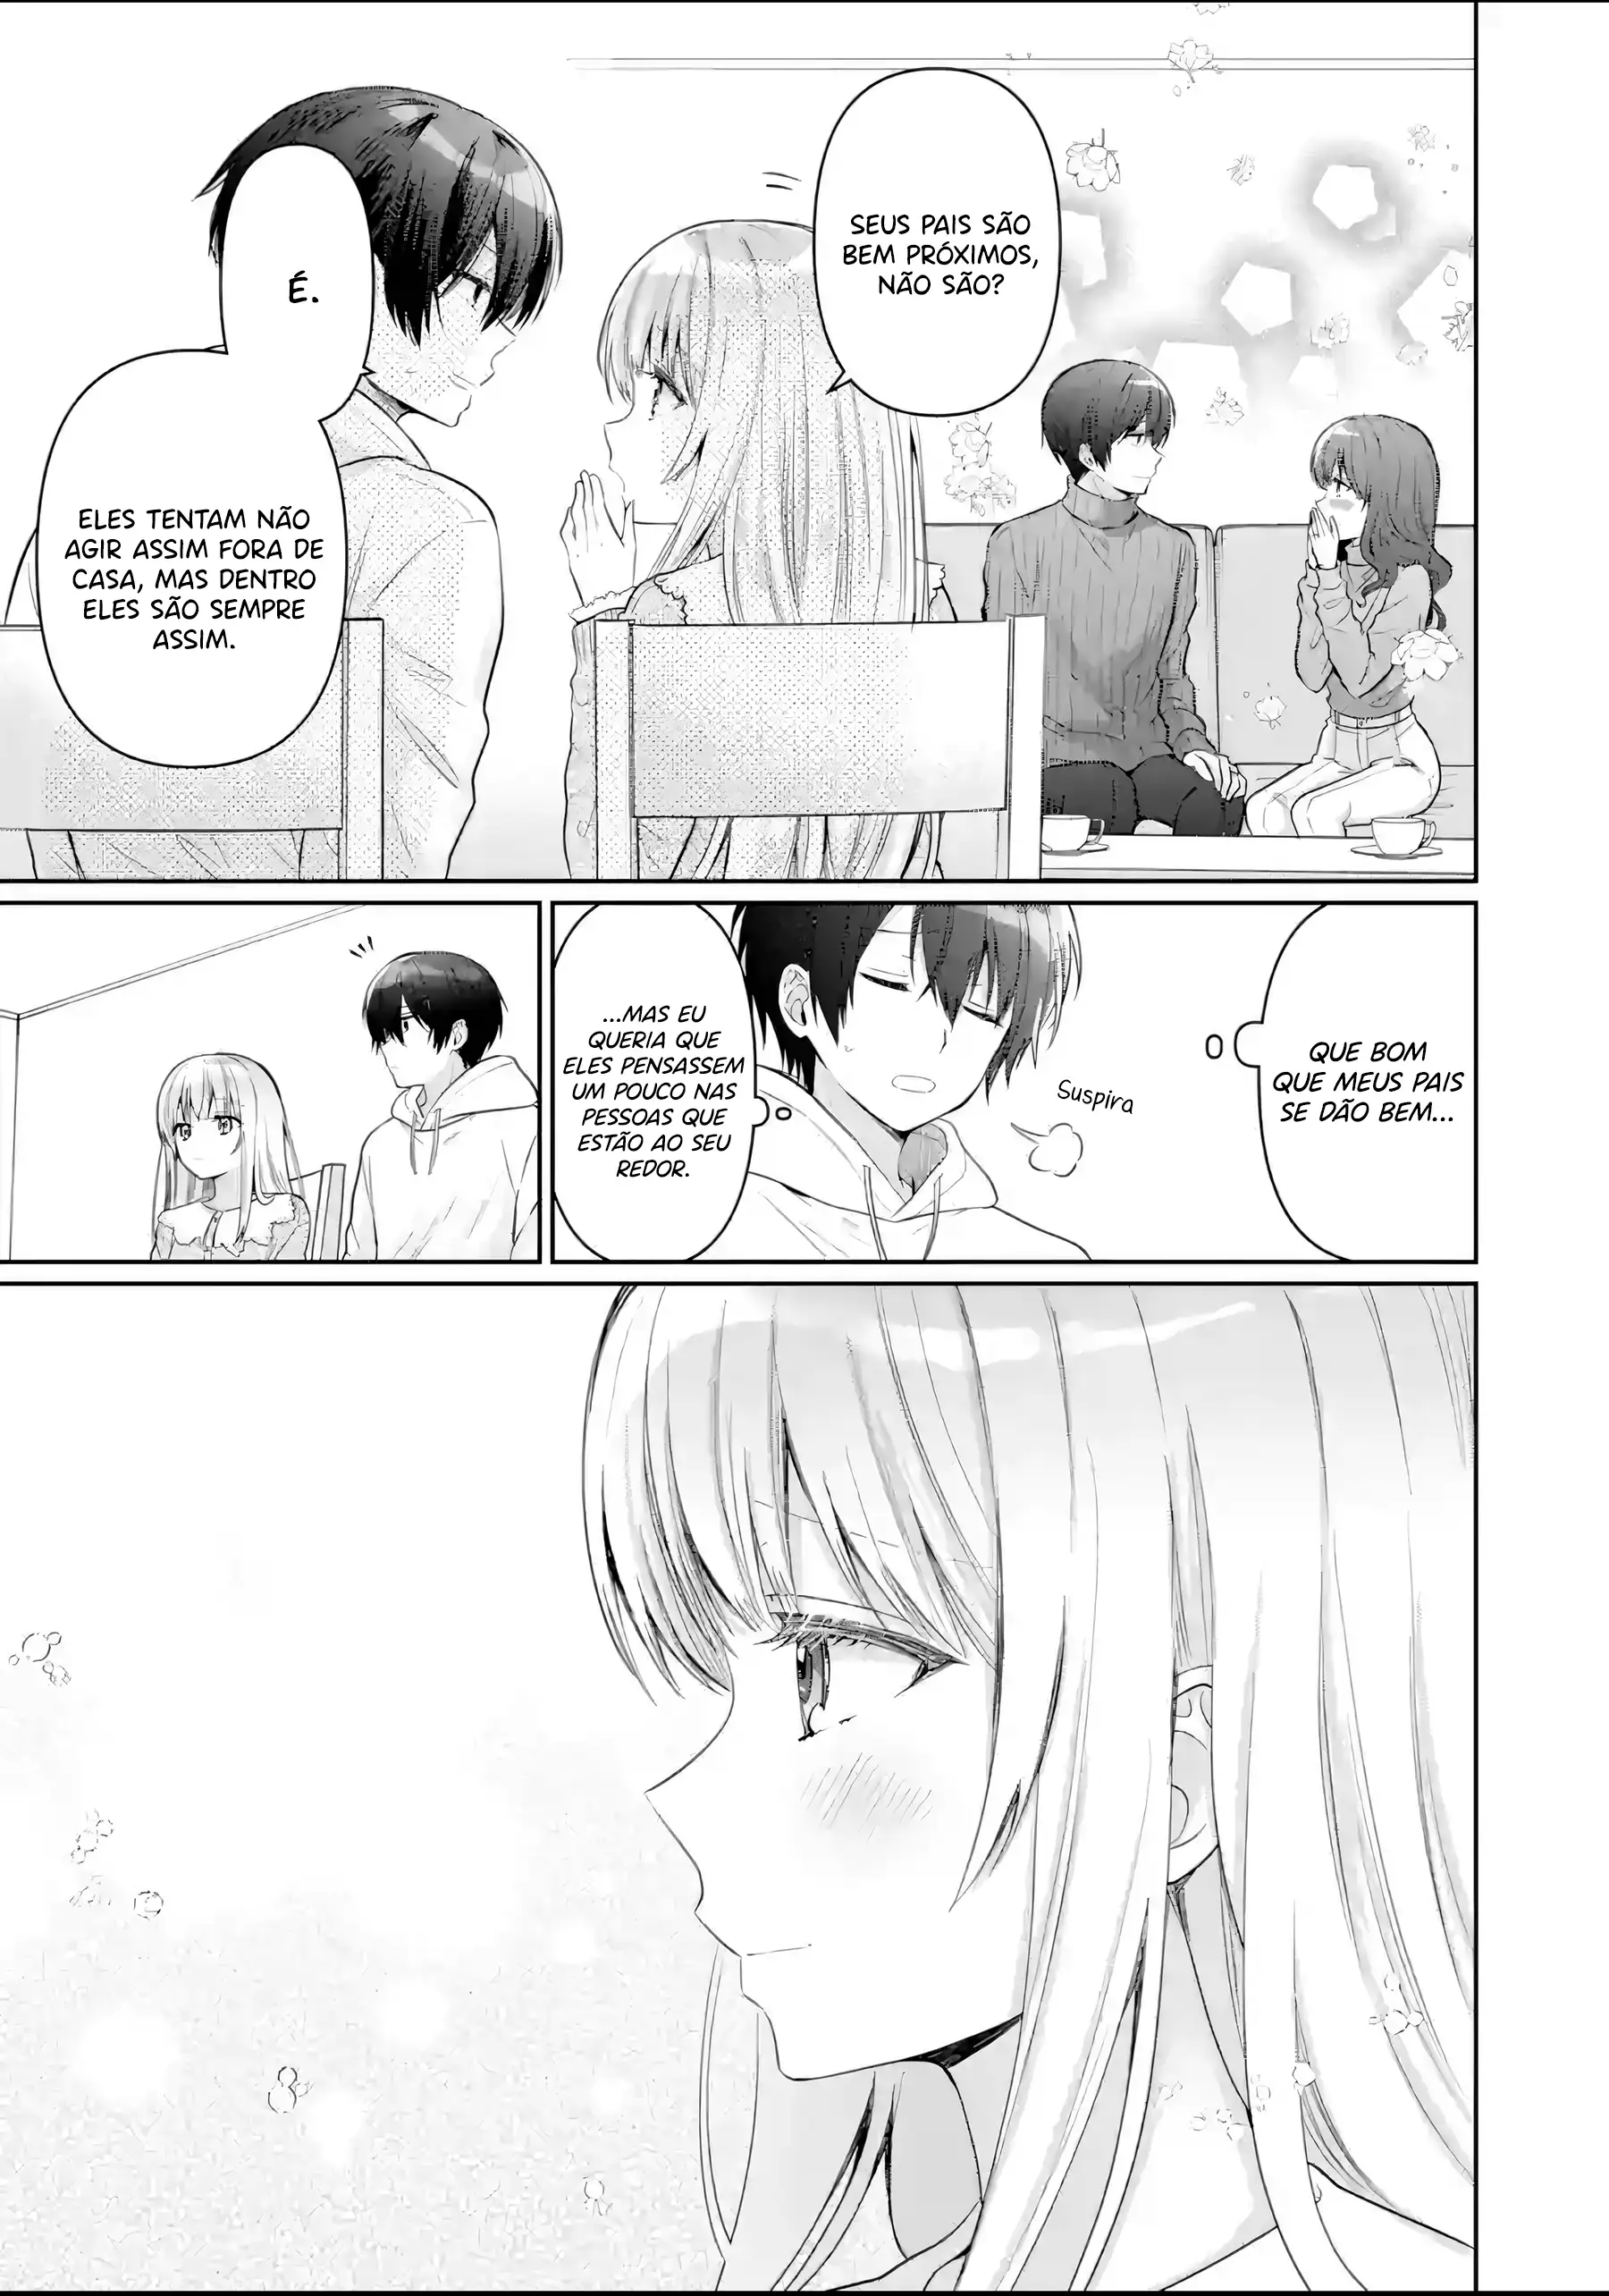 SEUS PAIS SÃO
BEM PRÓXIMOS,
NÃO SÃO?
É.
ELES TENTAM NÃO
AGIR ASSIM FORA DE
CASA, MAS DENTRO
ELES SÃO SEMPRE
ASSIM.
QUE BOM
QUE MEUS PAIS
SE DÃO BEM...
Suspira
...MAS EU
QUERIA QUE
ELES PENSASSEM
UM POUCO NAS
PESSOAS QUE
ESTÃO AO SEU
REDOR.